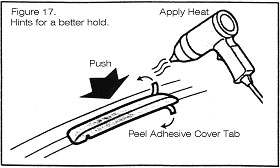 Figure 17.
Hints for a better hold.
Apply Heat
Push
Peel Adhesive Cover Tab